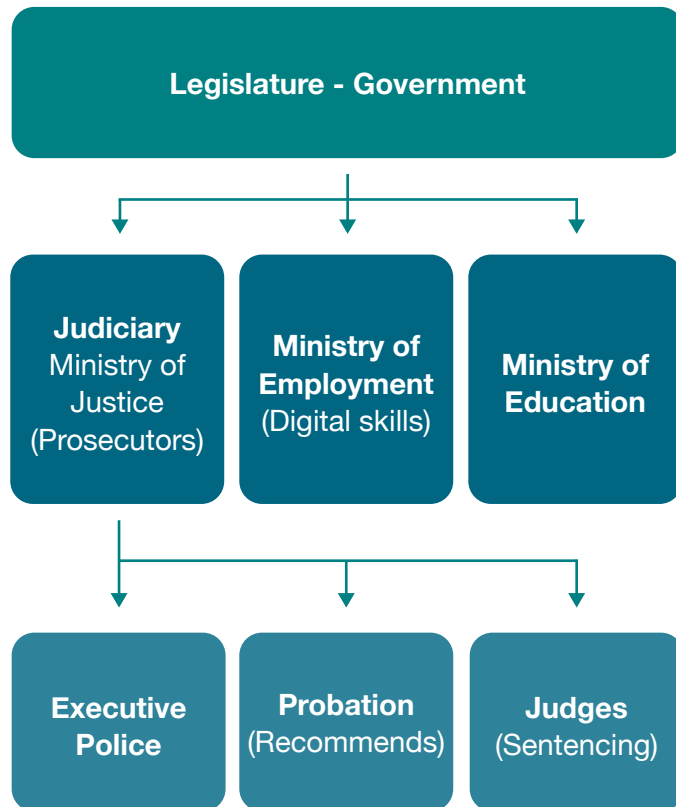 Legislature - Government
Judiciary
Ministry of
Justice
(Prosecutors)
Ministry of
Employment
(Digital skills)
Ministry of
Education
Executive
Police
Probation
(Recommends)
Judges
(Sentencing)